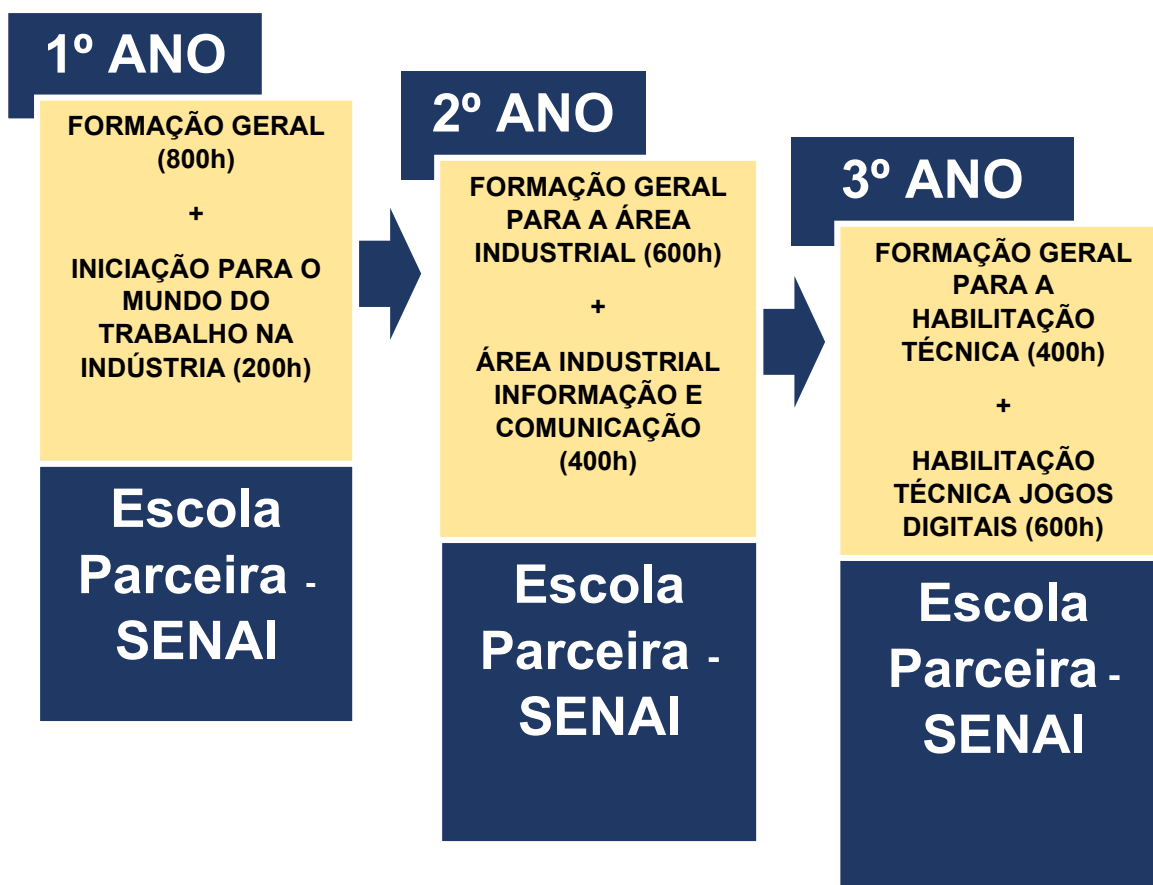 1º ANO
FORMAÇÃO GERAL
(800h)
+
INICIAÇÃO PARA O
MUNDO DO
TRABALHO NA
INDÚSTRIA (200h)
Escola
Parceira -
SENAI
2º ANO
FORMAÇÃO GERAL
PARA A ÁREA
INDUSTRIAL (600h)
+
ÁREA INDUSTRIAL
INFORMAÇÃO E
COMUNICAÇÃO
(400h)
Escola
Parceira -
SENAI
3º ANO
FORMAÇÃO GERAL
PARA A
HABILITAÇÃO
TÉCNICA (400h)
+
HABILITAÇÃO
TÉCNICA JOGOS
DIGITAIS (600h)
Escola
Parceira -
SENAI